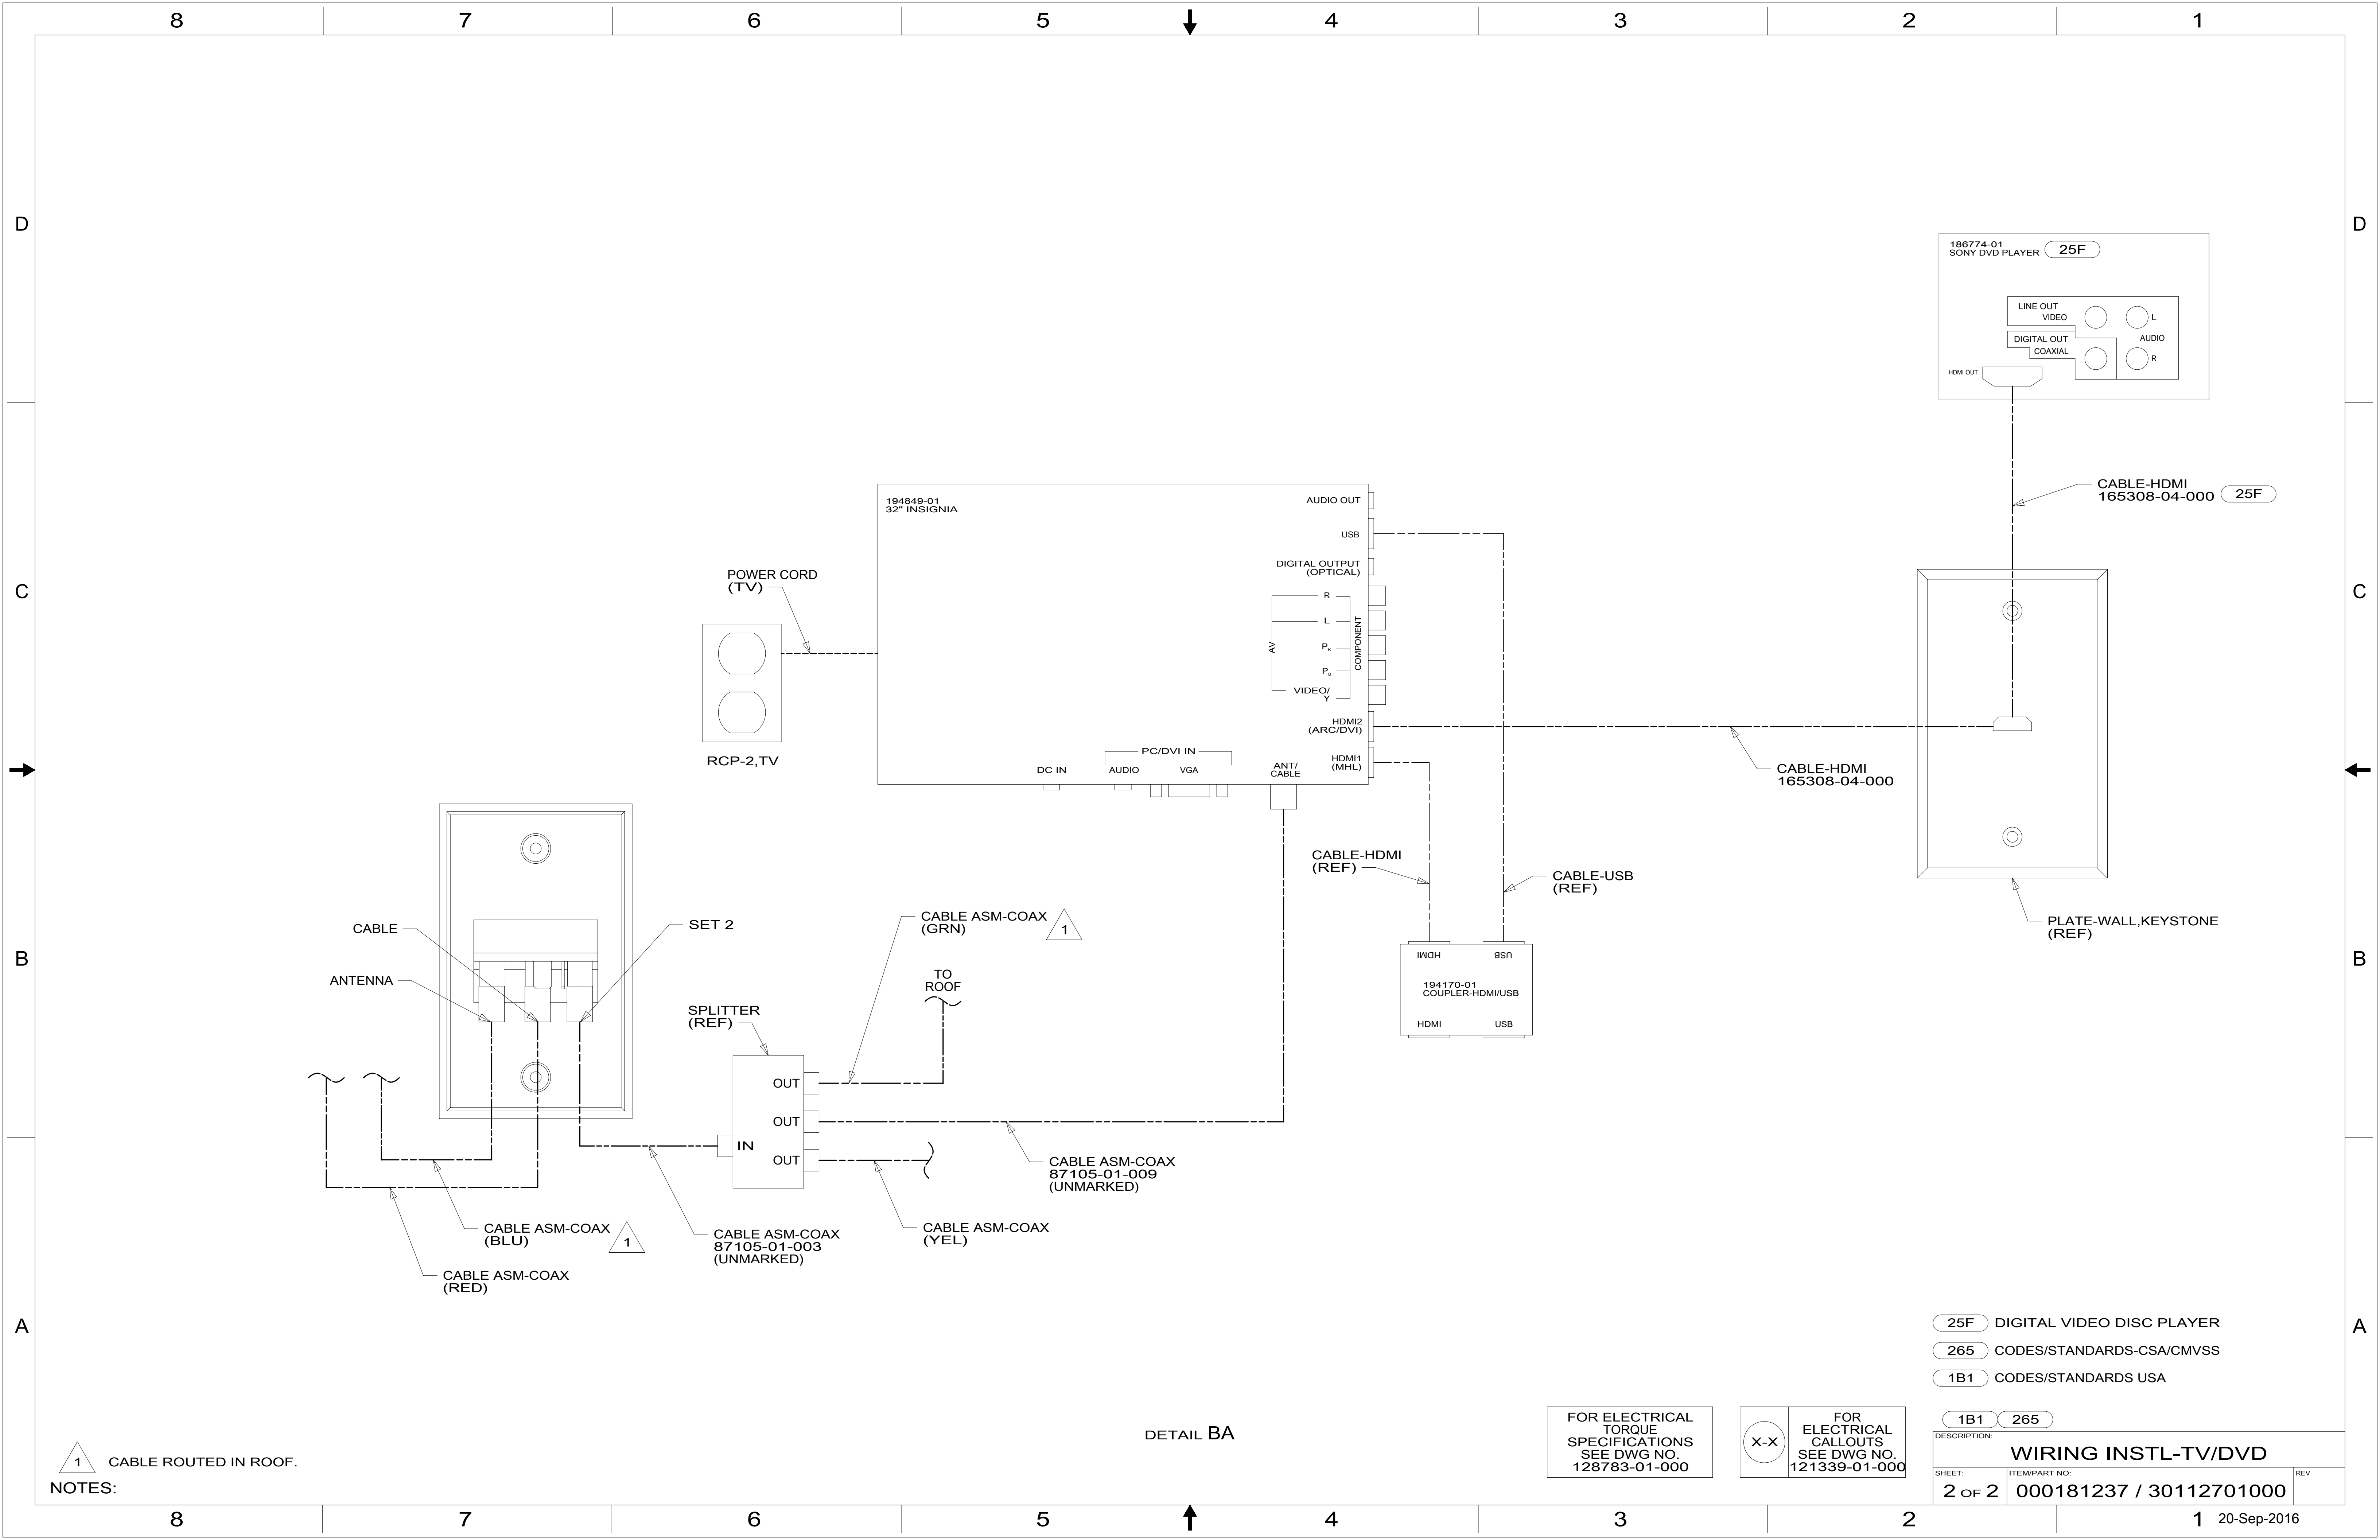 8 7 6 5 4 3 2 1
D
D
186774-01
SONY DVD PLAYER
25F
LINE OUT
VIDEO
L
DIGITAL OUT
AUDIO
COAXIAL
R
HDMI OUT
CABLE-HDMI
165308-04-000
25F
194849-01
32" INSIGNIA
AUDIO OUT
USB
DIGITAL OUTPUT
(OPTICAL)
R
L
PR
PB
VIDEO/
Y
AV
COMPONENT
HDMI2
(ARC/DVI)
HDMI1
(MHL)
PC/DVI IN
DC IN
AUDIO
VGA
ANT/
CABLE
POWER CORD
(TV)
C
C
RCP-2,TV
CABLE-HDMI
165308-04-000
CABLE-HDMI
(REF)
CABLE-USB
(REF)
PLATE-WALL,KEYSTONE
(REF)
CABLE
SET 2
ANTENNA
CABLE ASM-COAX
(GRN)
1
TO
ROOF
B
B
HDMI
USB
194170-01
COUPLER-HDMI/USB
HDMI
USB
SPLITTER
(REF)
OUT
OUT
IN
OUT
CABLE ASM-COAX
87105-01-009
(UNMARKED)
CABLE ASM-COAX
(BLU)
1
CABLE ASM-COAX
87105-01-003
(UNMARKED)
CABLE ASM-COAX
(YEL)
CABLE ASM-COAX
(RED)
A
A
25F DIGITAL VIDEO DISC PLAYER
265 CODES/STANDARDS-CSA/CMVSS
1B1 CODES/STANDARDS USA
DETAIL BA
FOR ELECTRICAL
TORQUE
SPECIFICATIONS
SEE DWG NO.
128783-01-000
X-X
FOR
ELECTRICAL
CALLOUTS
SEE DWG NO.
121339-01-000
1B1 265
DESCRIPTION:
WIRING INSTL-TV/DVD
SHEET:
2 OF 2
ITEM/PART NO:
000181237 / 30112701000
REV
1 CABLE ROUTED IN ROOF.
NOTES:
8 7 6 5 4 3 2 1
20-Sep-2016